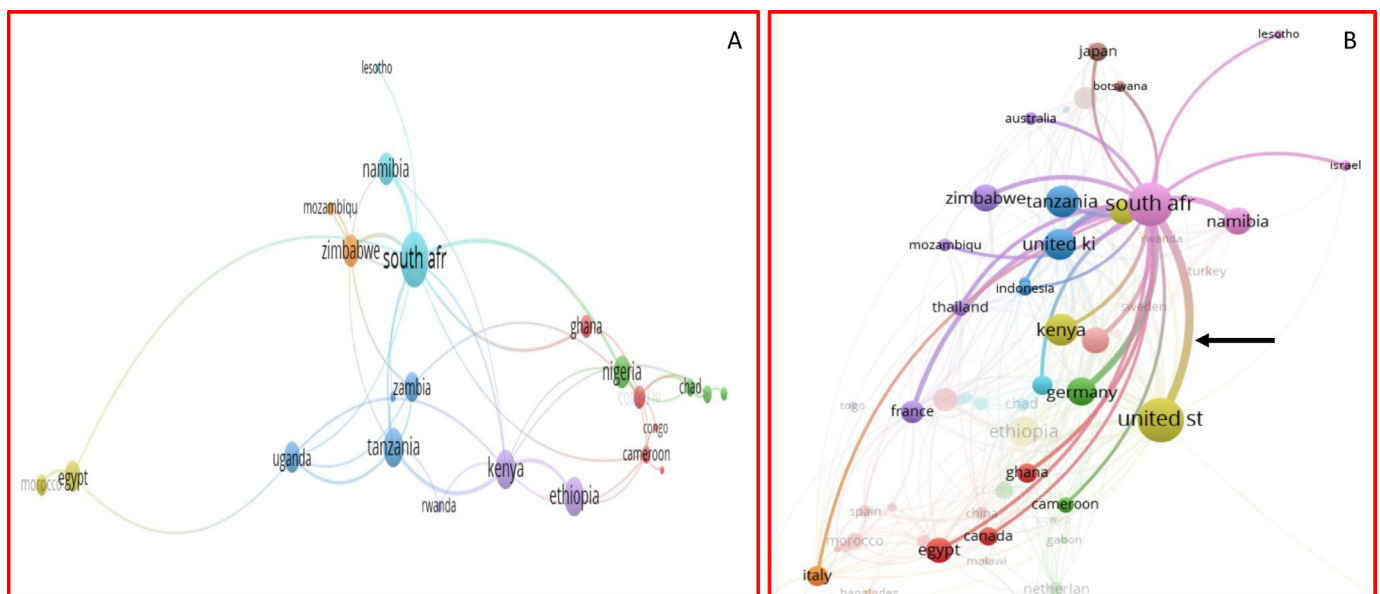 A
lesotho
namibia
mozambiqu
zimbabwe
south afr
ghana
nigeria
chad
zambia
congo
cameroon
tanzania
uganda
kenya
morocco
egypt
rwanda
ethiopia
B
lesotho
japan
botswana
australia
israel
zimbabwe
tanzania
south afr
namibia
rwanda
mozambiqu
united ki
turkey
indonesia
thailand
sweden
kenya
germany
togo
france
chad
united st
ethiopia
ghana
cameroon
spain
china
canada
gabon
morocco
egypt
malawi
italy
netherlan
banglades